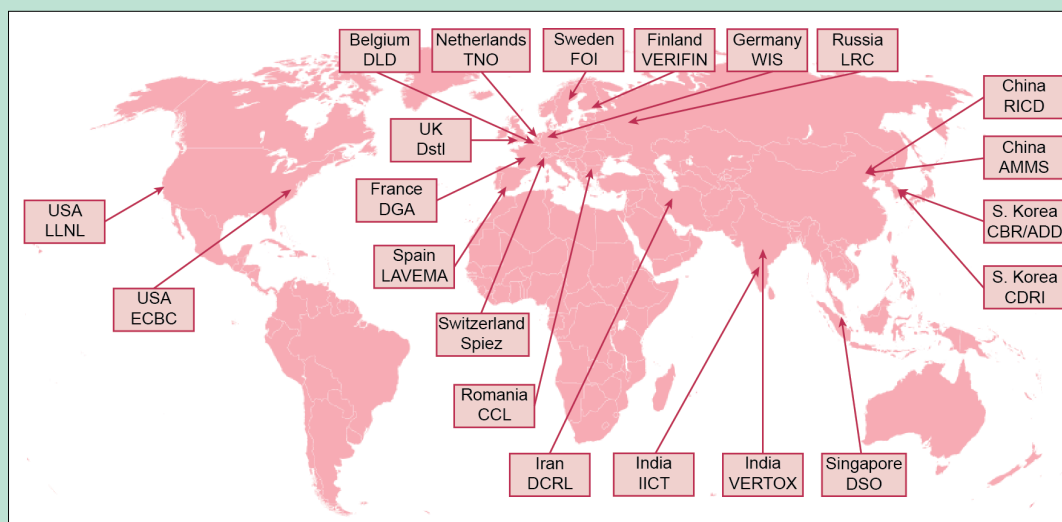 Belgium
DLD
Netherlands
TNO
Sweden
FOI
Finland
VERIFIN
Germany
WIS
Russia
LRC
China
RICD
UK
Dstl
China
AMMS
France
DGA
USA
LLNL
S. Korea
CBR/ADD
Spain
LAVEMA
S. Korea
CDRI
USA
ECBC
Switzerland
Spiez
Romania
CCL
Iran
DCRL
India
IICT
India
VERTOX
Singapore
DSO